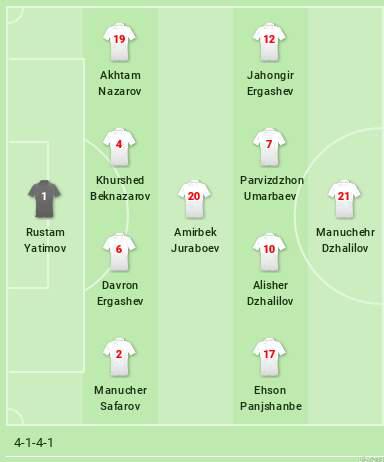 19
Akhtam
Nazarov
12
Jahongir
Ergashev
4
Khurshed
Beknazarov
7
Parvizdzhon
Umarbaev
1
Rustam
Yatimov
20
Amirbek
Juraboev
21
Manuchehr
Dzhalilov
6
Davron
Ergashev
10
Alisher
Dzhalilov
2
Manucher
Safarov
17
Ehson
Panjshanbe
4-1-4-1